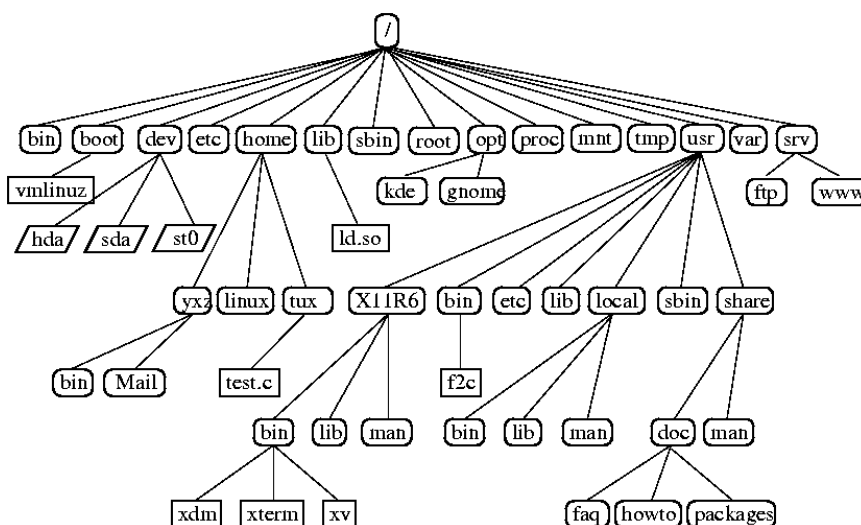 /
bin boot dev etc home lib sbin root opt proc mnt tmp usr var srv
vmlinuz kde gnome ftp www
hda sda st0 ld.so
yxz linux tux X11R6 bin etc lib local sbin share
bin Mail test.c f2c
bin lib man bin lib man doc man
xdm xterm xv faq howto packages